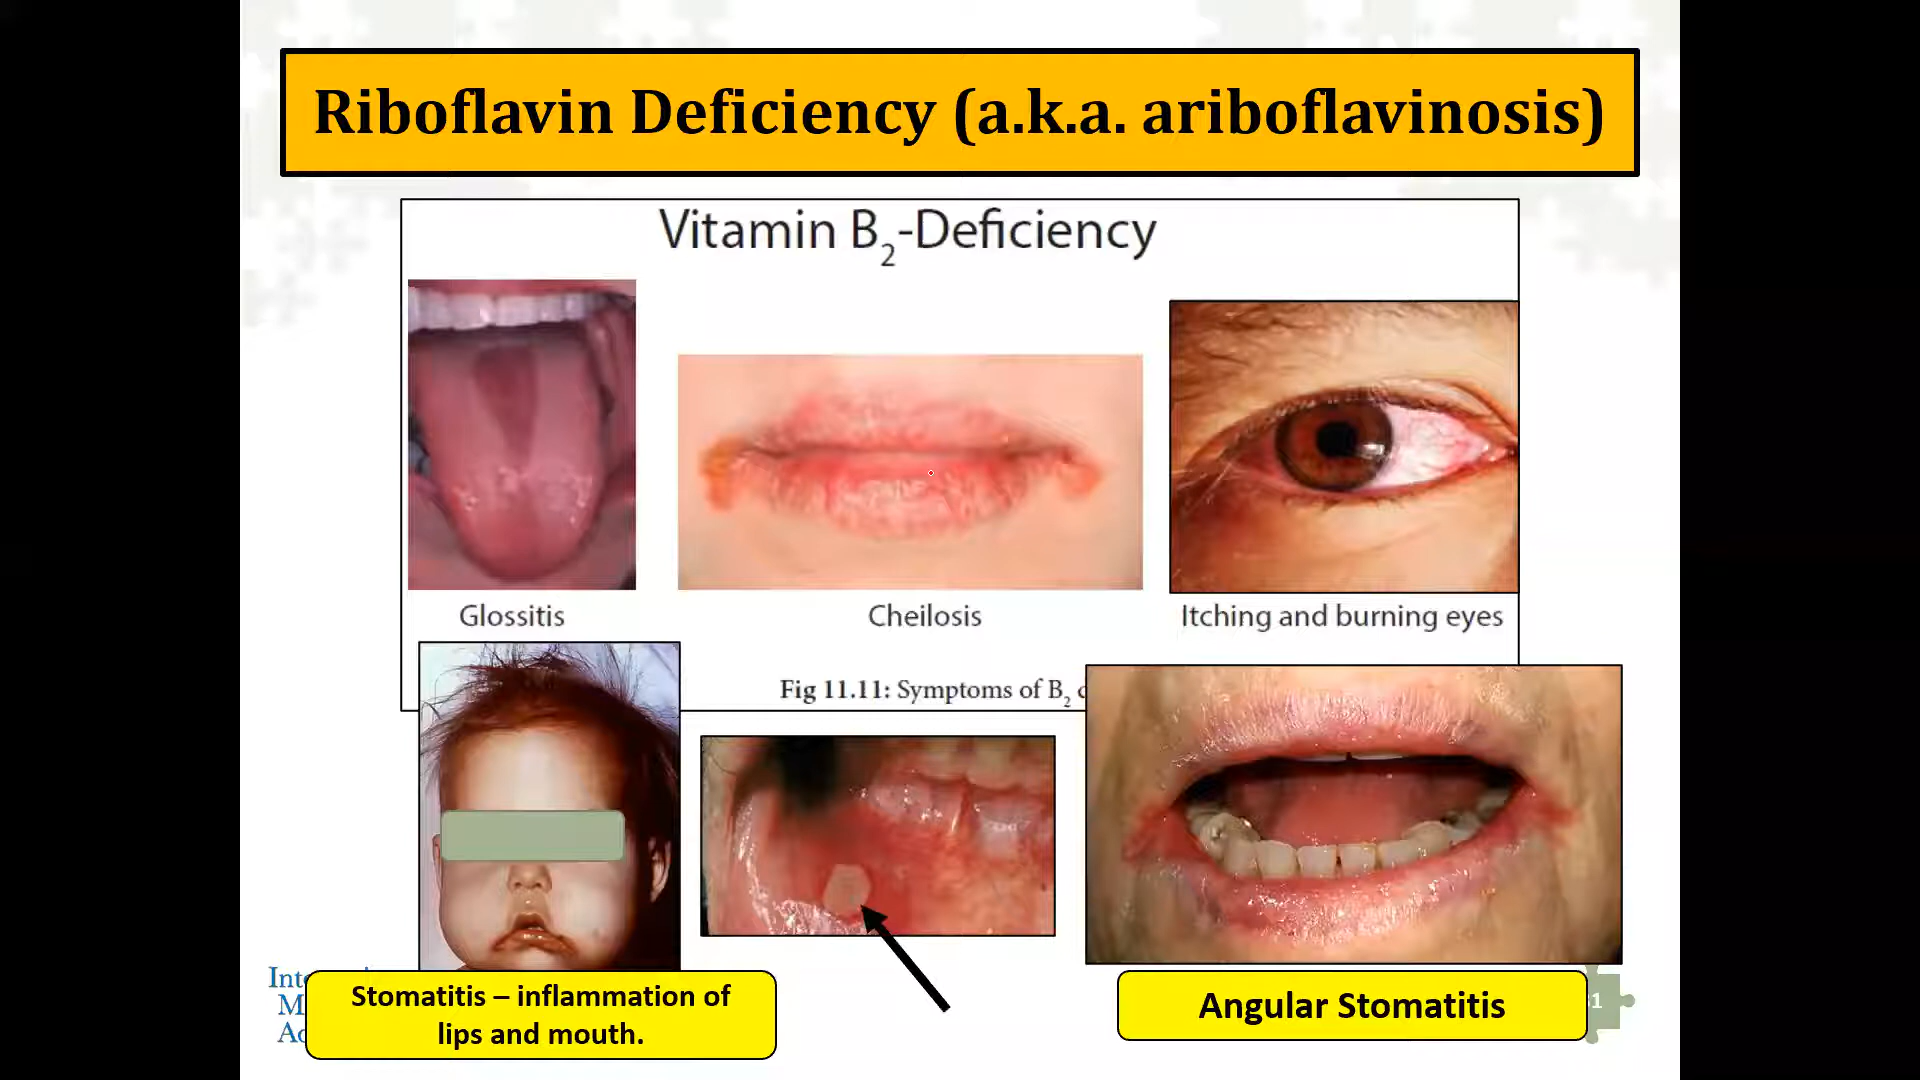 Riboflavin Deficiency (a.k.a. ariboflavinosis)
Vitamin B2-Deficiency
Glossitis
Cheilosis
Itching and burning eyes
Fig 11.11: Symptoms of B2
Stomatitis – inflammation of
lips and mouth.
Angular Stomatitis